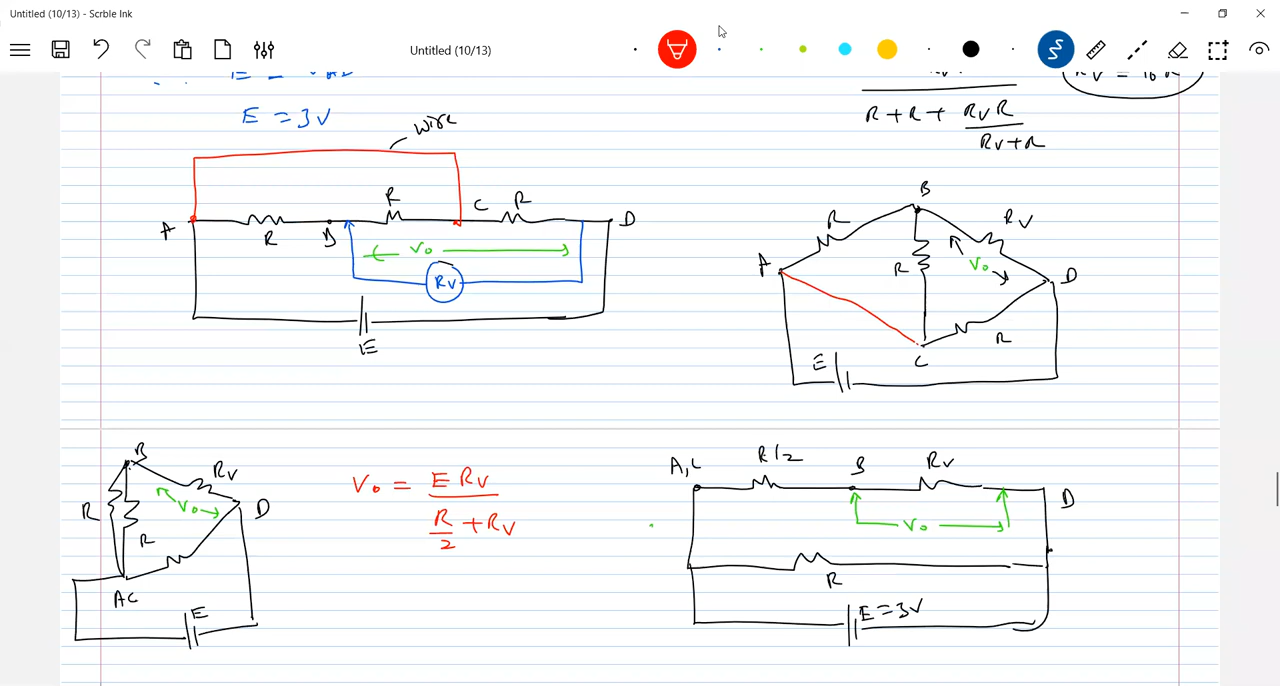 Untitled (10/13) - Scrble Ink
Untitled (10/13)
E = 3V
R + R + RvR
Rv+R
wire
A R B R C R D
V₀
Rv
E
B
R Rv
A R V₀ D
R
C
E
B
Rv
R V₀ D
R
AC
E
V₀ = E Rv
R/2 + Rv
A,C R/2 B Rv D
V₀
R
E = 3V